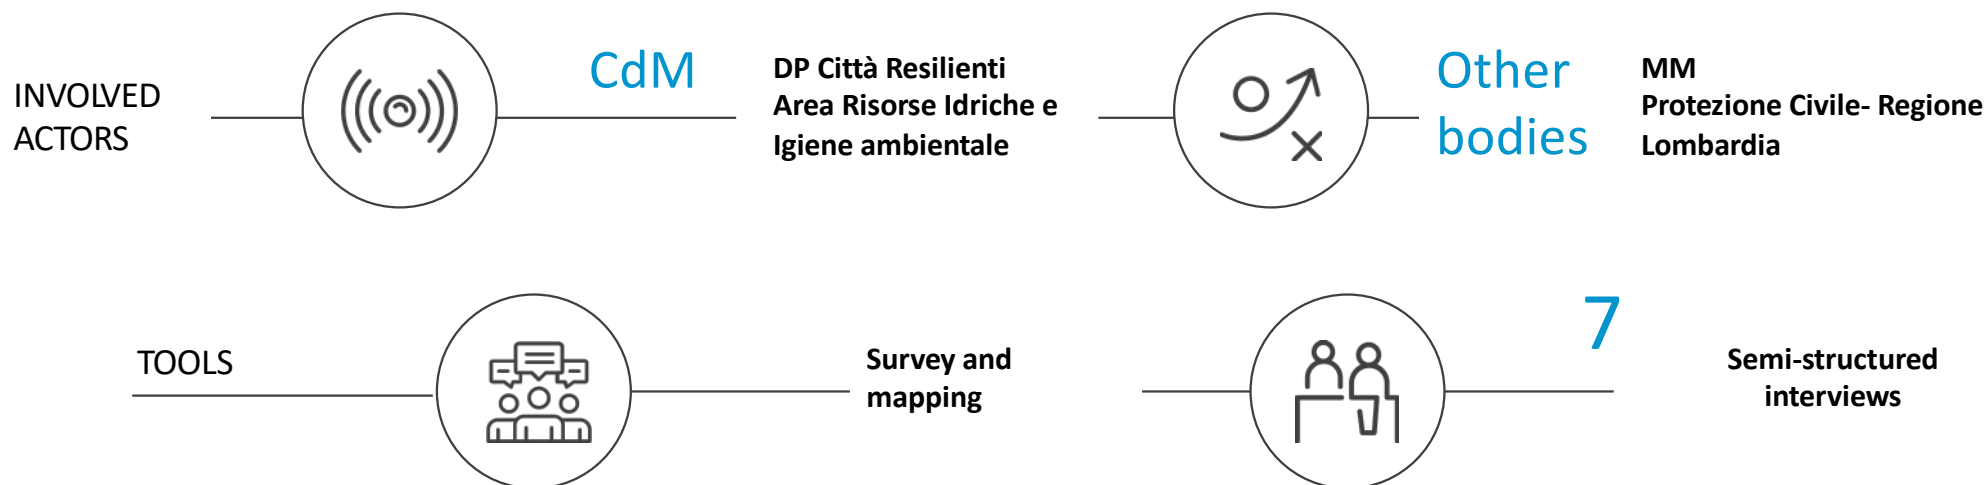 INVOLVED
ACTORS
CdM
DP Città Resilienti
Area Risorse Idriche e
Igiene ambientale
Other
bodies
MM
Protezione Civile- Regione
Lombardia
TOOLS
Survey and
mapping
7
Semi-structured
interviews